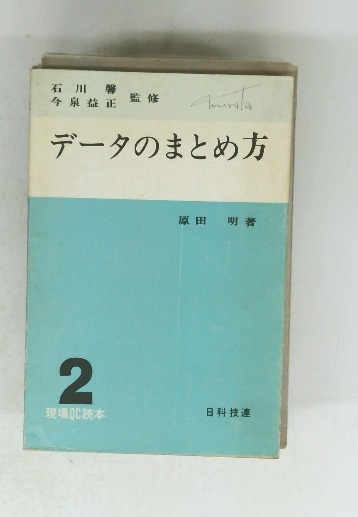 石川馨
今泉益正 監修
データのまとめ方
原田 明著
2
現場QC読本
日科技連